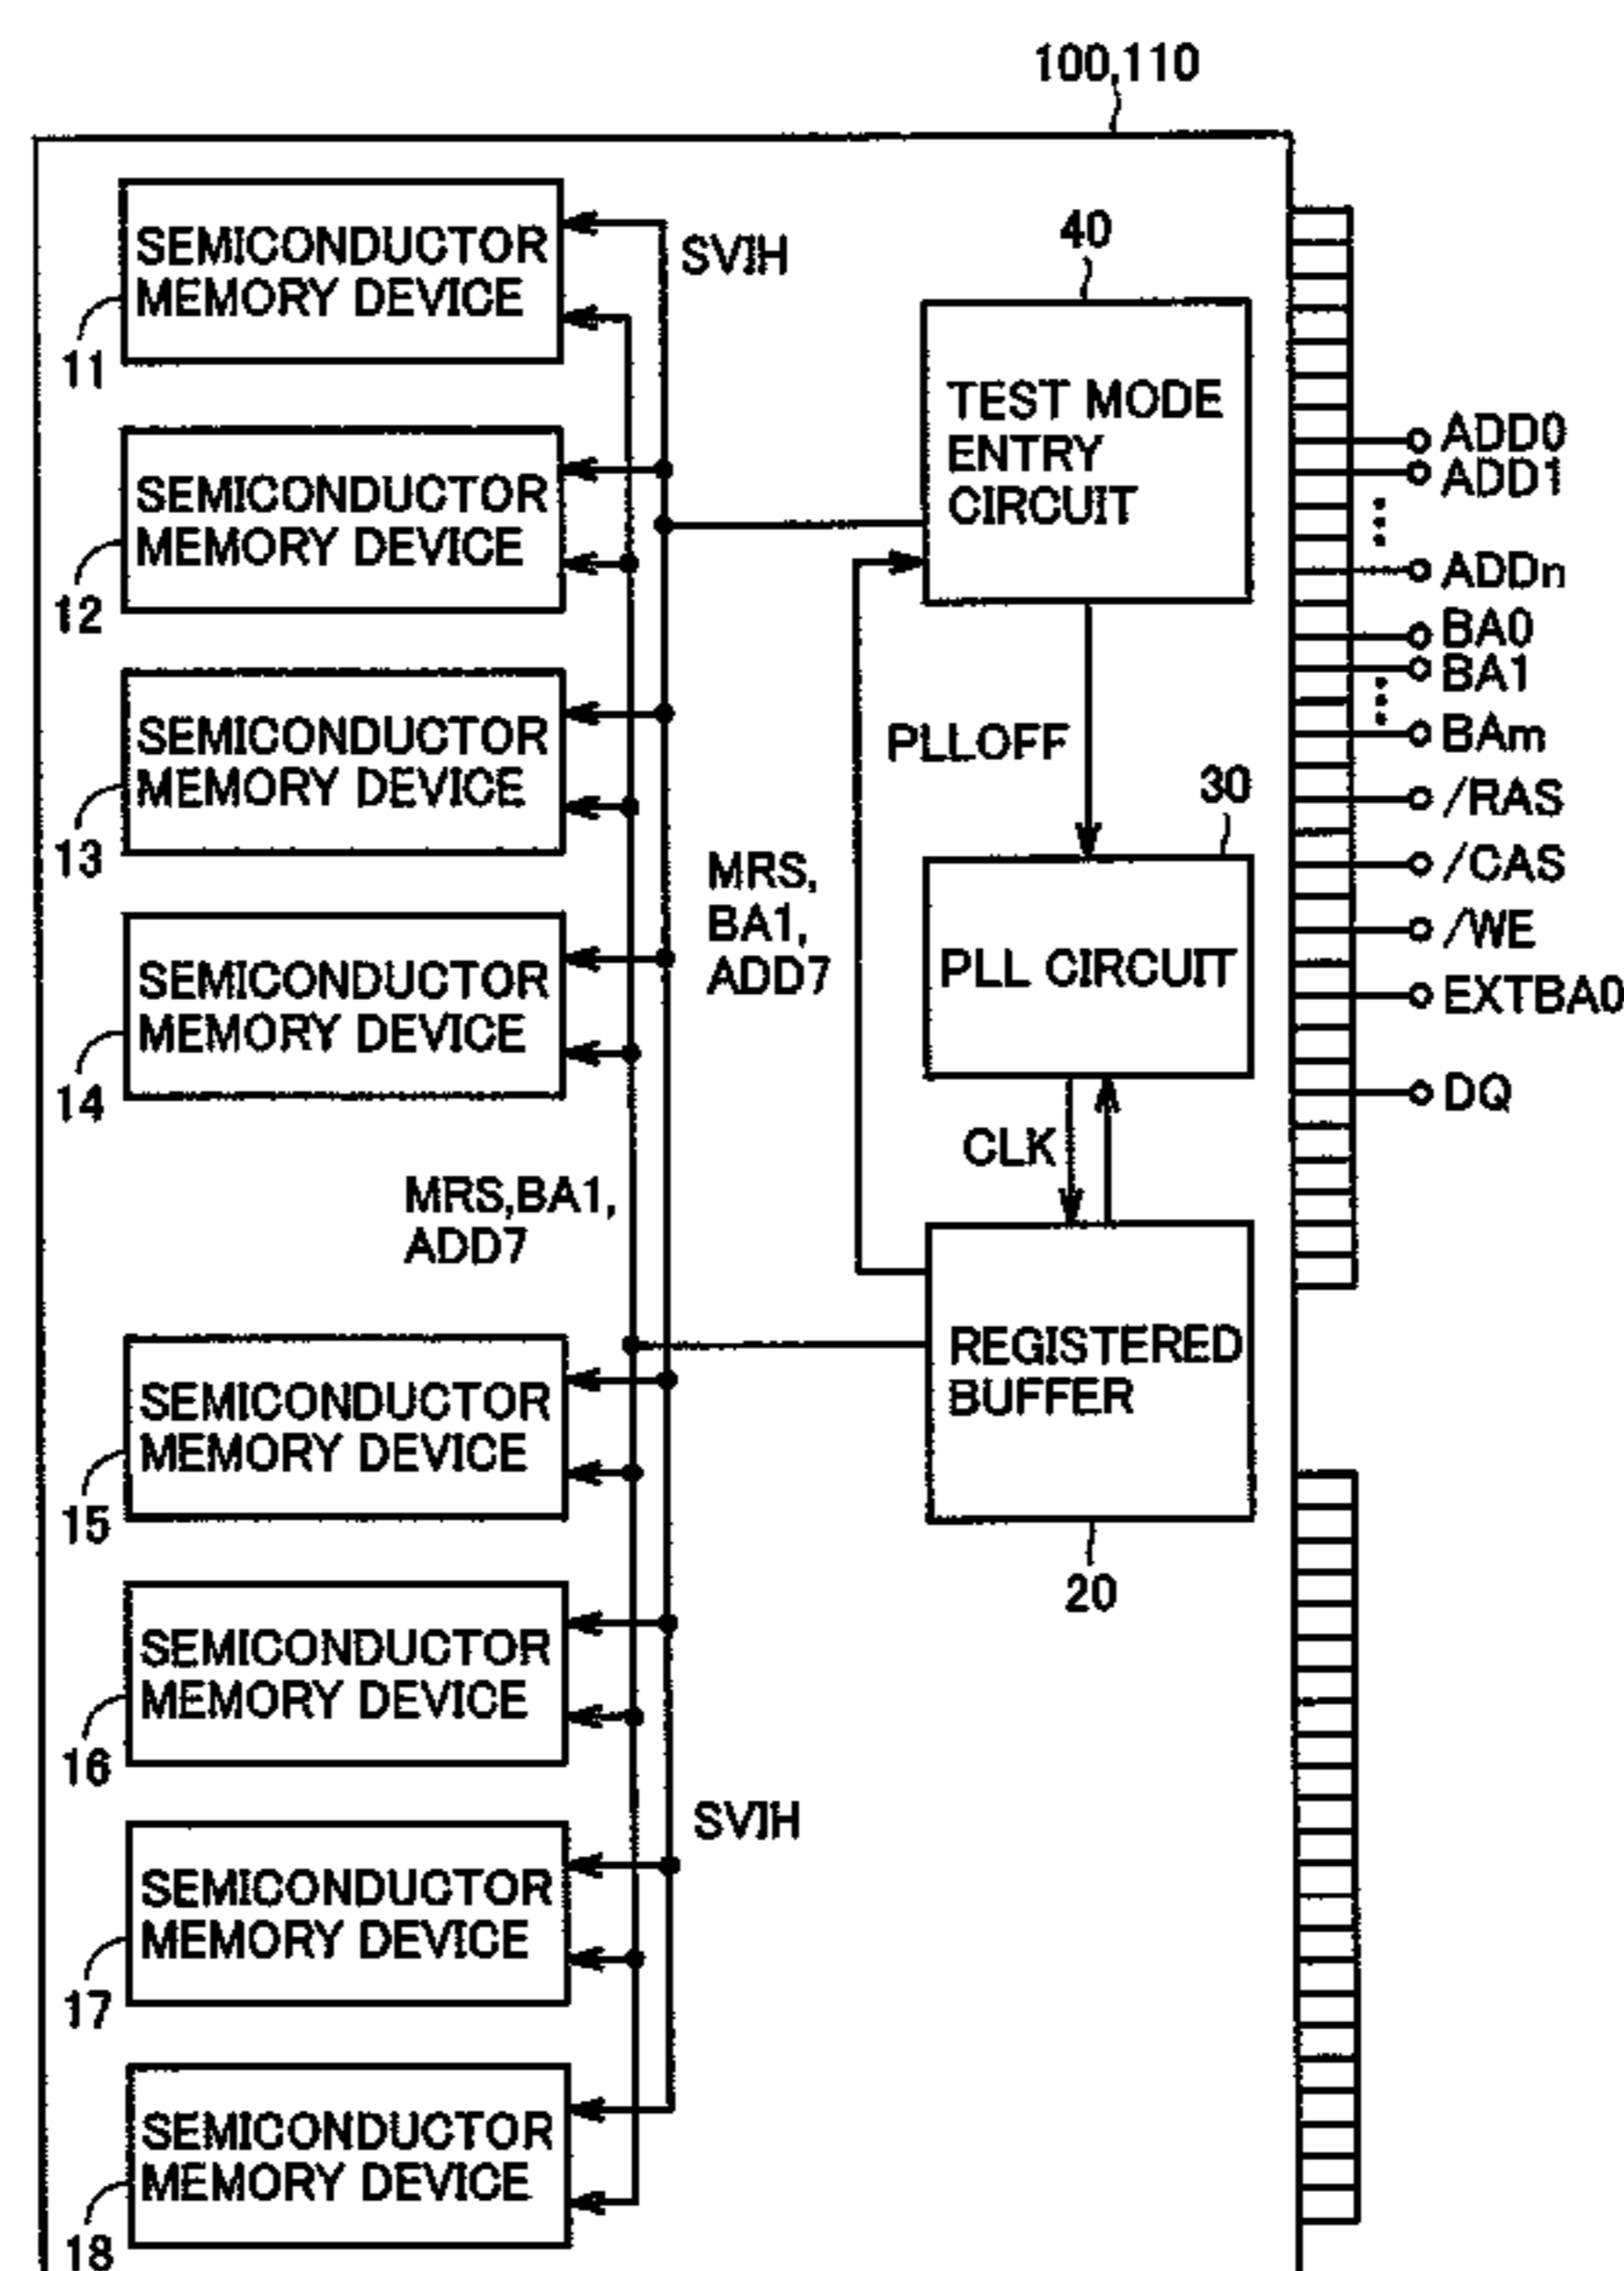 100,110
SEMICONDUCTOR
MEMORY DEVICE
11
SVIH
40
TEST MODE
ENTRY
CIRCUIT
SEMICONDUCTOR
MEMORY DEVICE
12
ADD0
ADD1
ADDn
BA0
BA1
BAm
/RAS
/CAS
/WE
EXTBA0
DQ
SEMICONDUCTOR
MEMORY DEVICE
13
PLLOFF
30
MRS,
BA1,
ADD7
PLL CIRCUIT
SEMICONDUCTOR
MEMORY DEVICE
14
CLK
MRS,BA1,
ADD7
REGISTERED
BUFFER
20
SEMICONDUCTOR
MEMORY DEVICE
15
SEMICONDUCTOR
MEMORY DEVICE
16
SVIH
SEMICONDUCTOR
MEMORY DEVICE
17
SEMICONDUCTOR
MEMORY DEVICE
18